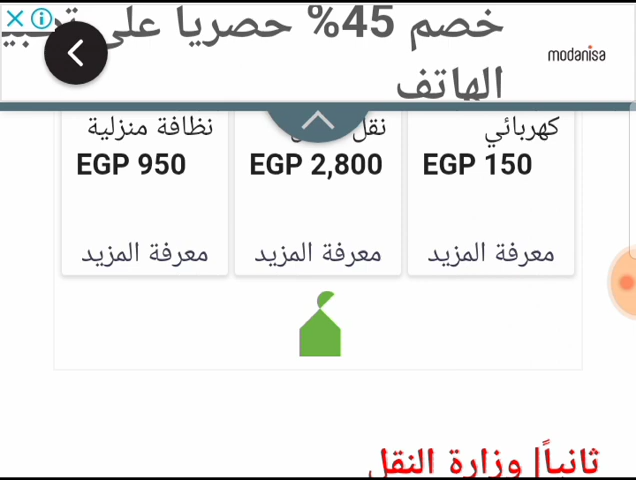 خصم 45% حصريا على
الهاتف
modanisa
كهربائي
EGP 150
معرفة المزيد
نقل
EGP 2,800
معرفة المزيد
نظافة منزلية
EGP 950
معرفة المزيد
ثانياً| وزارة النقل